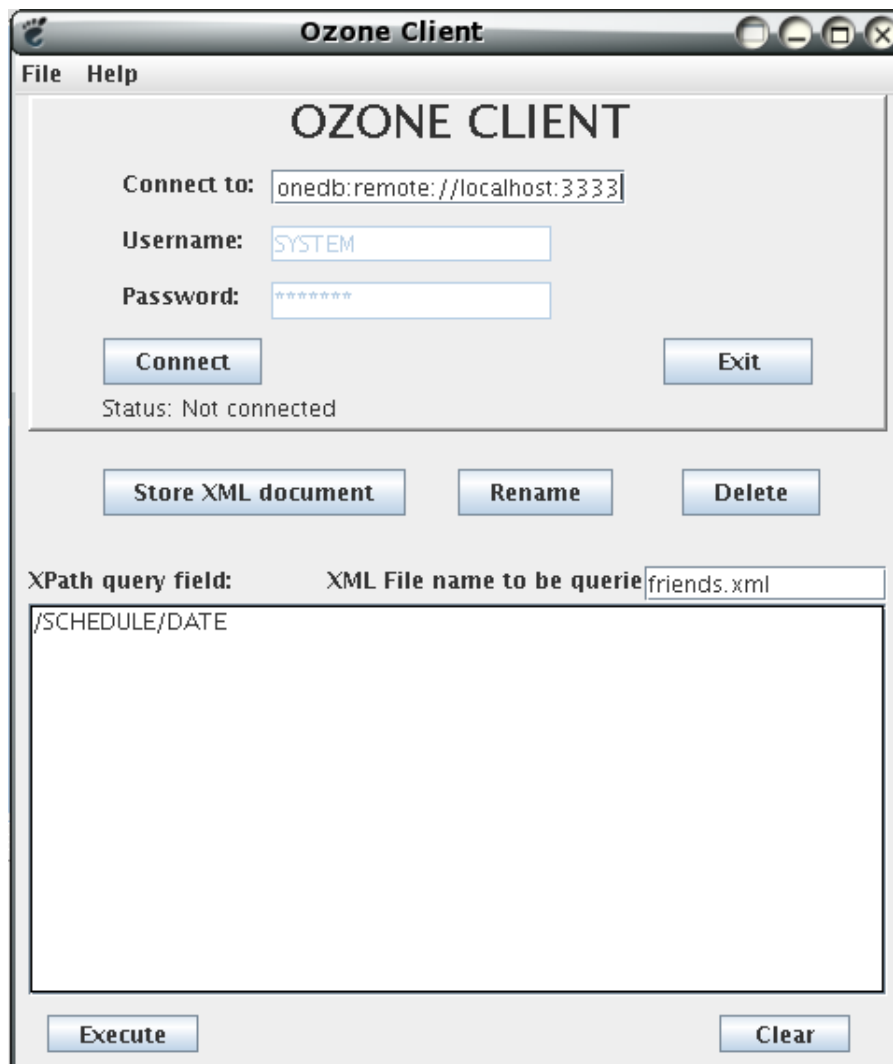 Ozone Client
File Help
OZONE CLIENT
Connect to: onedb:remote://localhost:3333
Username: SYSTEM
Password: *******
Connect Exit
Status: Not connected
Store XML document Rename Delete
XPath query field: XML File name to be querie friends.xml
/SCHEDULE/DATE
Execute Clear